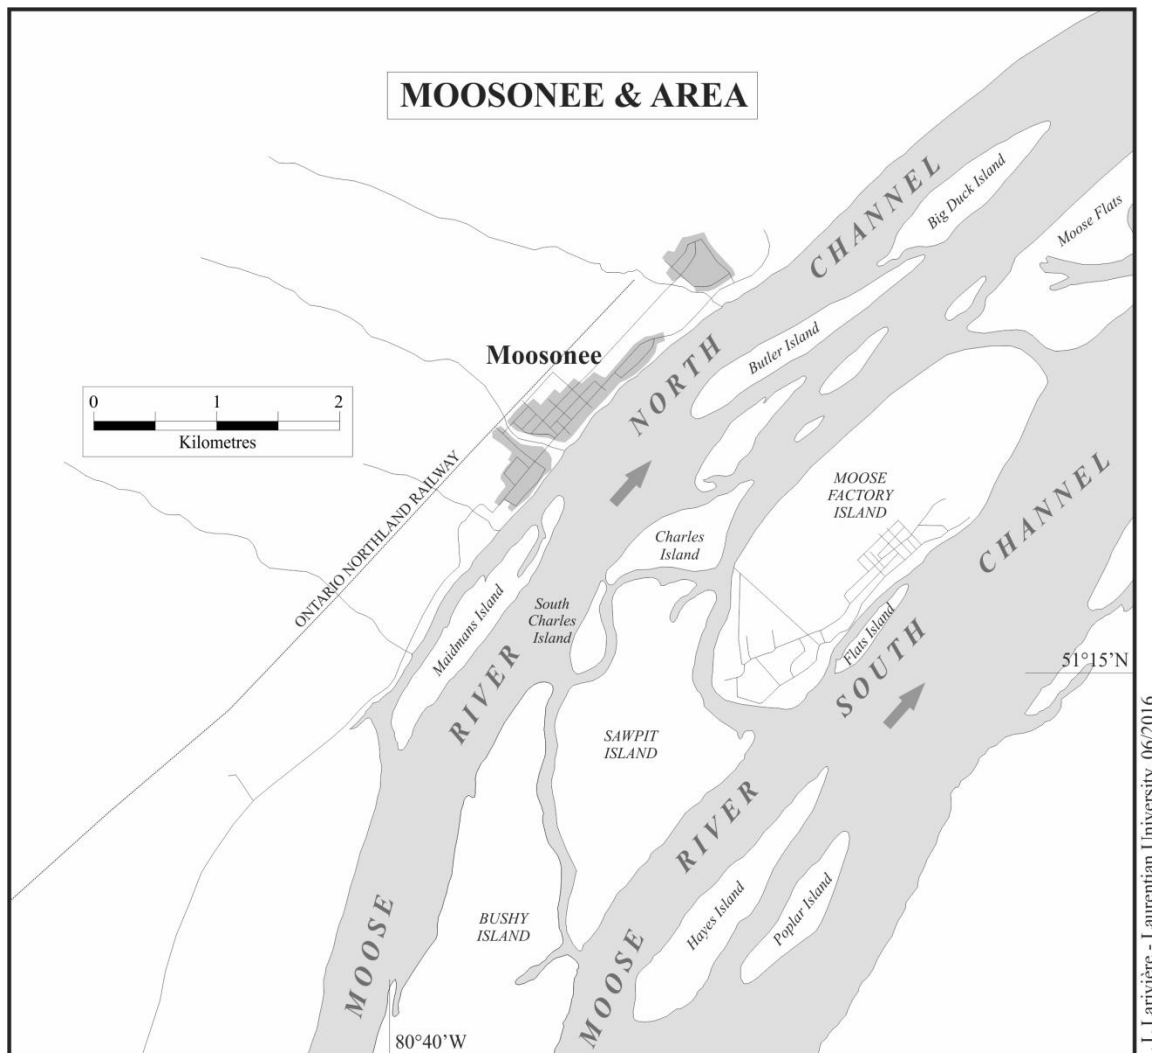 MOOSONEE & AREA
CHANNEL
Big Duck Island
Moose Flats
Moosonee
NORTH
Butler Island
0 1 2
Kilometres
ONTARIO NORTHLAND RAILWAY
MOOSE
FACTORY
ISLAND
CHANNEL
Charles
Island
South
Charles
Island
Maidmans Island
Flats Island
SOUTH
51°15’N
RIVER
SAWPIT
ISLAND
RIVER
Hayes Island
Poplar Island
BUSHY
ISLAND
MOOSE
MOOSE
80°40’W
L. Larivière - Laurentian University, 06/2016